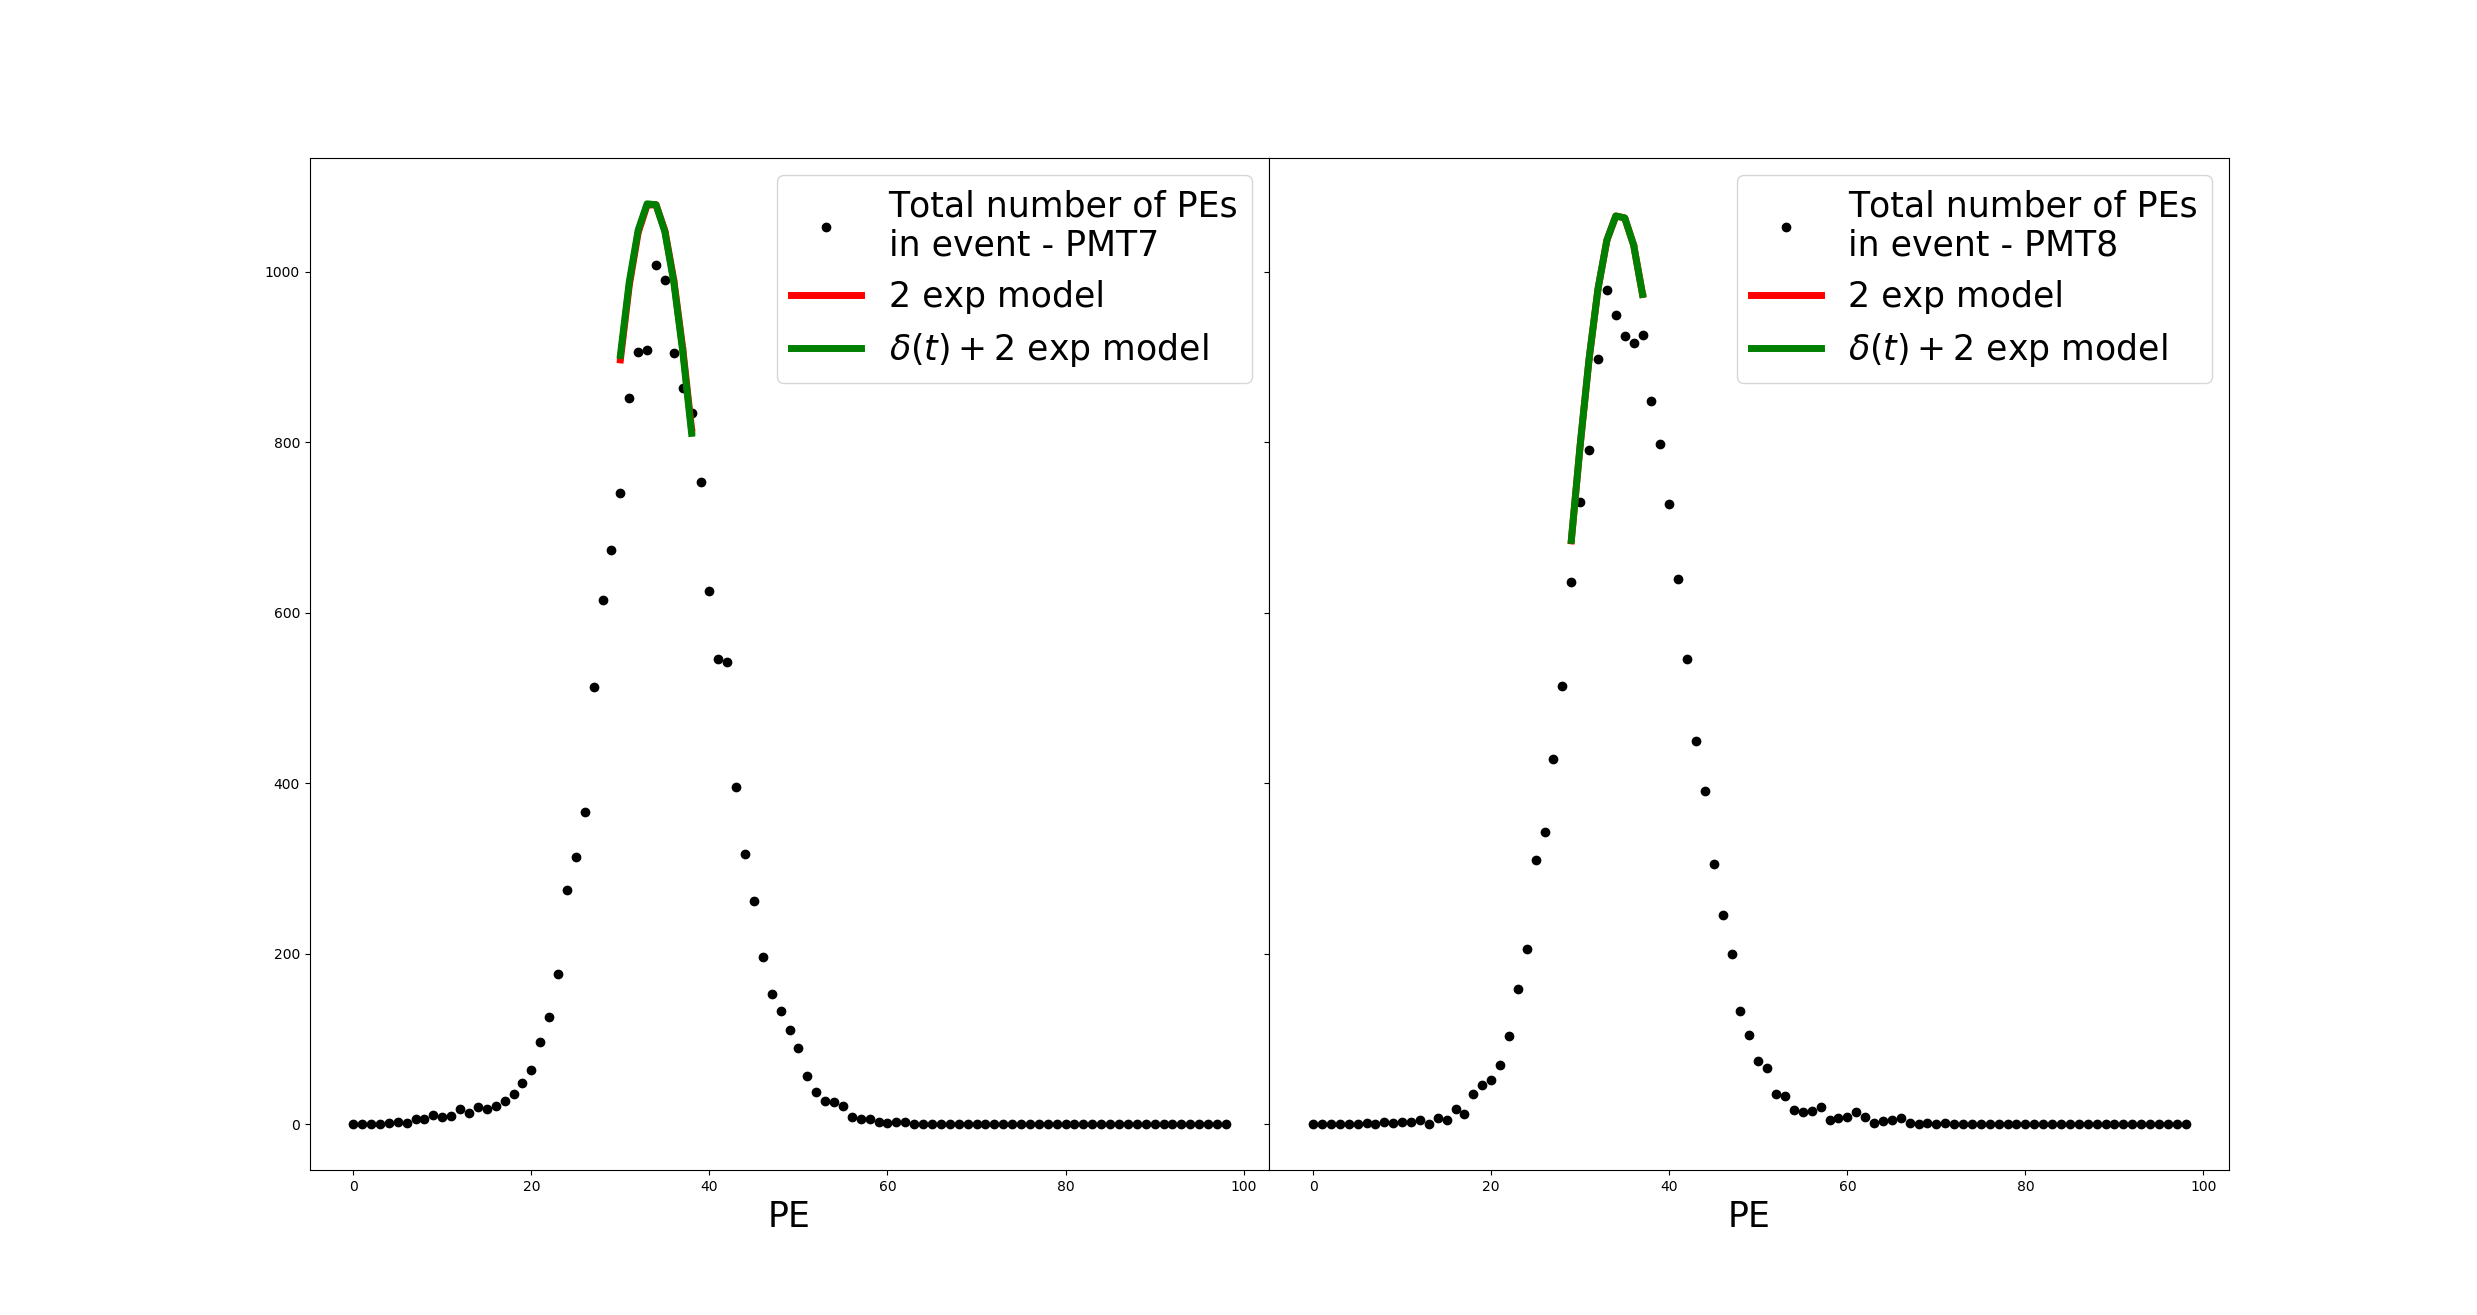 Total number of PEs
in event - PMT7
2 exp model
δ(t) + 2 exp model
Total number of PEs
in event - PMT8
2 exp model
δ(t) + 2 exp model
1000
800
600
400
200
0
0 20 40 60 80 100
0 20 40 60 80 100
PE
PE